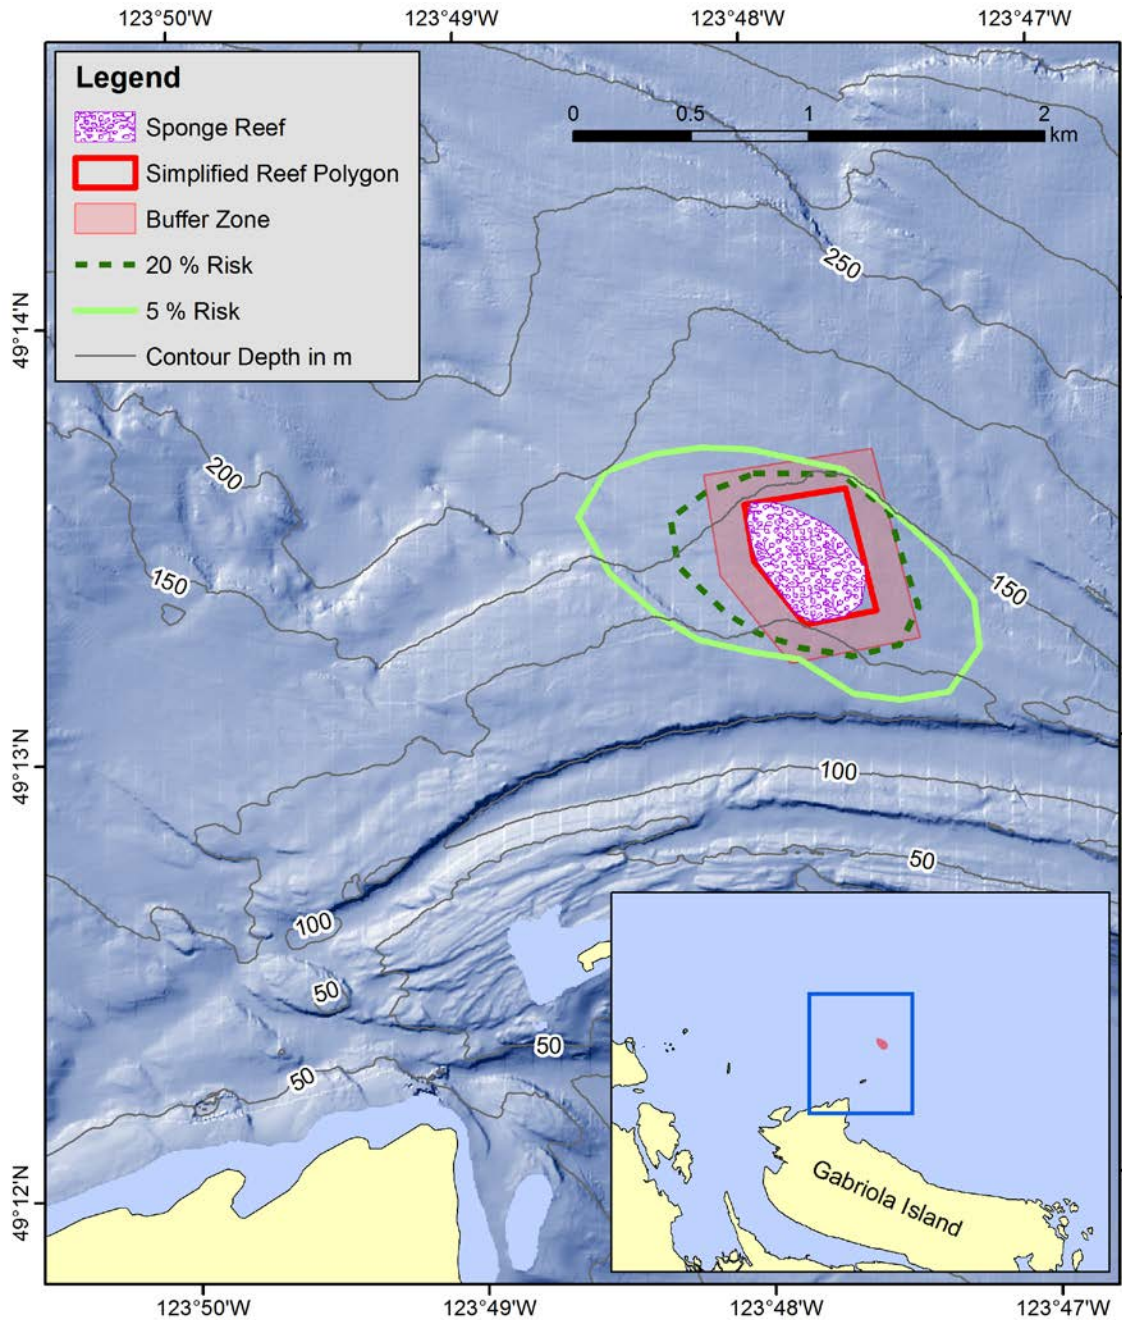 123°50'W 123°49'W 123°48'W 123°47'W
Legend
Sponge Reef
Simplified Reef Polygon
Buffer Zone
20 % Risk
5 % Risk
Contour Depth in m
0 0.5 1 2
km
250
49°14'N
200
150
150
49°13'N
100
50
100
50
50
50
Gabriola Island
49°12'N
123°50'W 123°49'W 123°48'W 123°47'W